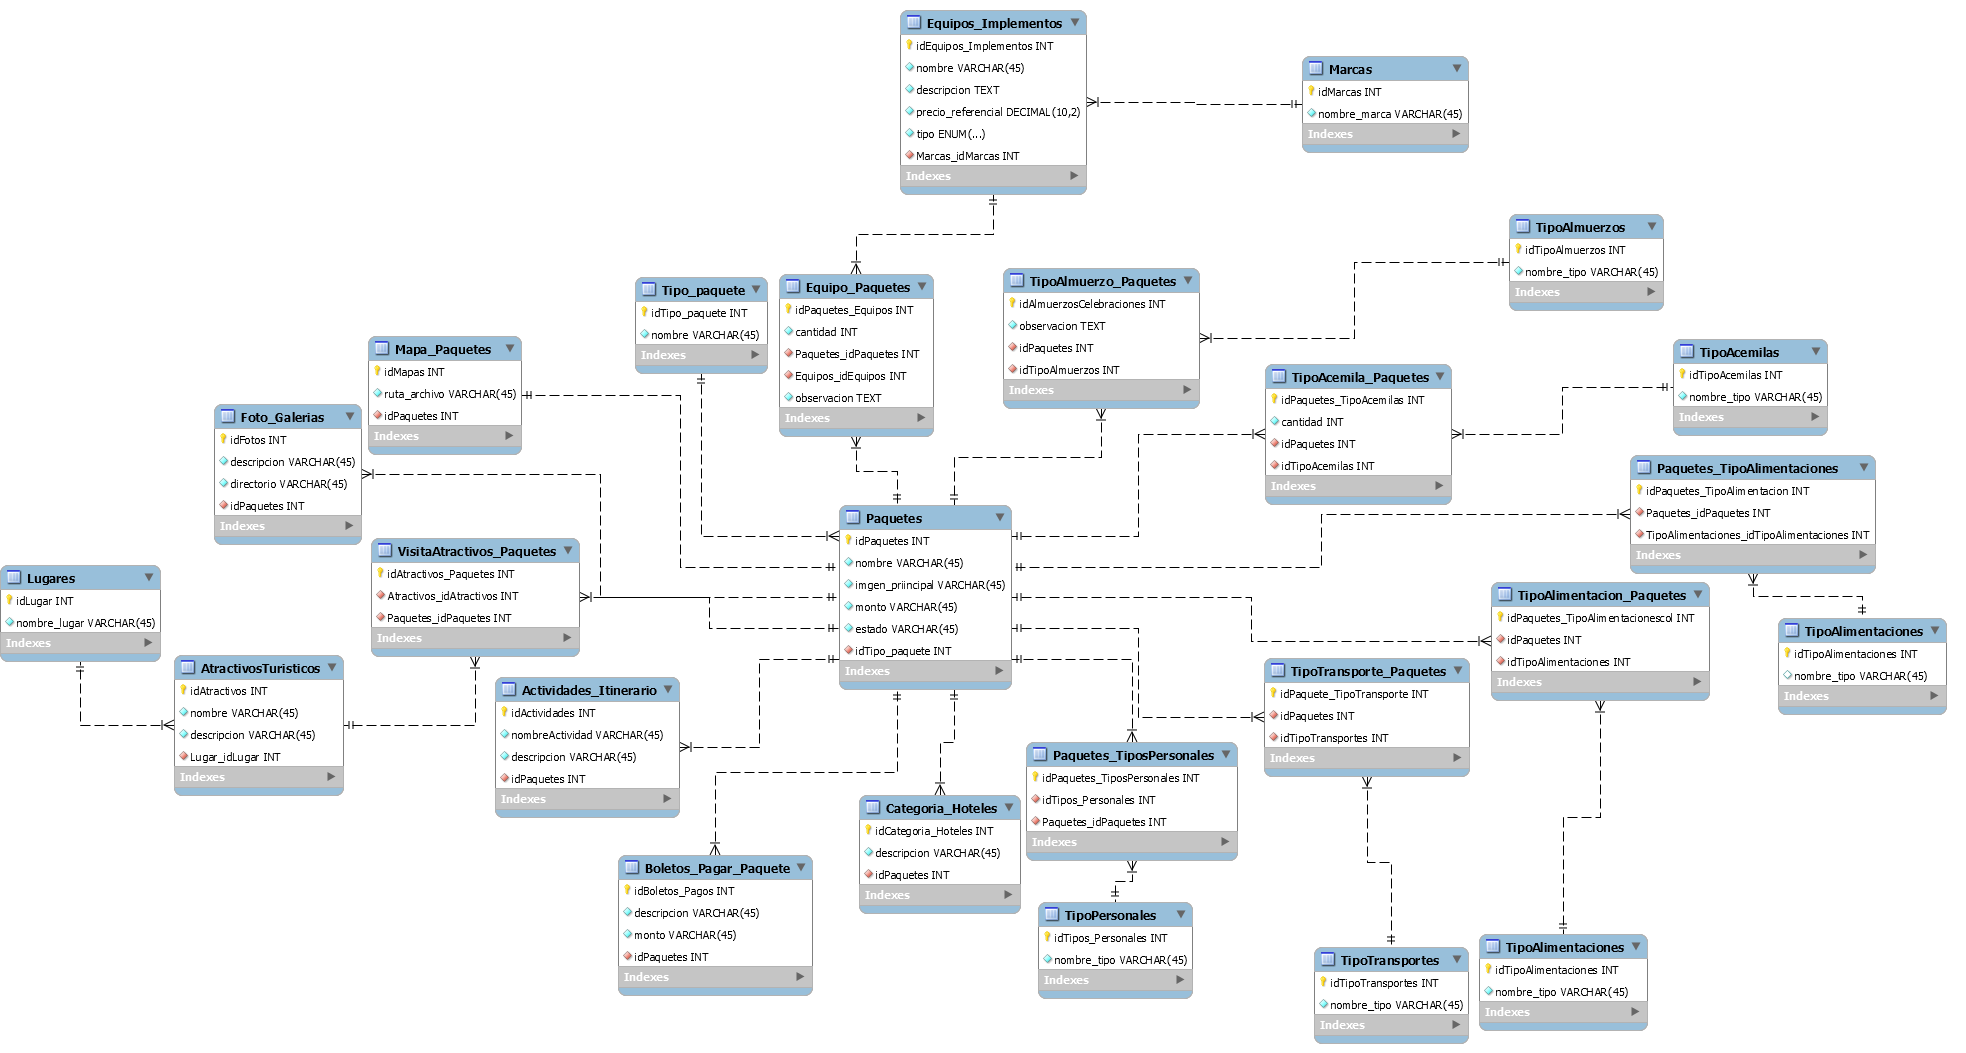 Equipos_Implementos
idEquipos_Implementos INT
nombre VARCHAR(45)
descripcion TEXT
precio_referencial DECIMAL(10,2)
tipo ENUM(...)
Marcas_idMarcas INT
Indexes
Marcas
idMarcas INT
nombre_marca VARCHAR(45)
Indexes
TipoAlmuerzos
idTipoAlmuerzos INT
nombre_tipo VARCHAR(45)
Indexes
Tipo_paquete
idTipo_paquete INT
nombre VARCHAR(45)
Indexes
Equipo_Paquetes
idPaquetes_Equipos INT
cantidad INT
Paquetes_idPaquetes INT
Equipos_idEquipos INT
observacion TEXT
Indexes
TipoAlmuerzo_Paquetes
idAlmuerzosCelebraciones INT
observacion TEXT
idPaquetes INT
idTipoAlmuerzos INT
Indexes
Mapa_Paquetes
idMapas INT
ruta_archivo VARCHAR(45)
idPaquetes INT
Indexes
TipoAcemila_Paquetes
idPaquetes_TipoAcemilas INT
cantidad INT
idPaquetes INT
idTipoAcemilas INT
Indexes
TipoAcemilas
idTipoAcemilas INT
nombre_tipo VARCHAR(45)
Indexes
Foto_Galerias
idFotos INT
descripcion VARCHAR(45)
directorio VARCHAR(45)
idPaquetes INT
Indexes
Paquetes_TipoAlimentaciones
idPaquetes_TipoAlimentacion INT
Paquetes_idPaquetes INT
TipoAlimentaciones_idTipoAlimentaciones INT
Indexes
Paquetes
idPaquetes INT
nombre VARCHAR(45)
imgen_priincipal VARCHAR(45)
monto VARCHAR(45)
estado VARCHAR(45)
idTipo_paquete INT
Indexes
VisitaAtractivos_Paquetes
idAtractivos_Paquetes INT
Atractivos_idAtractivos INT
Paquetes_idPaquetes INT
Indexes
Lugares
idLugar INT
nombre_lugar VARCHAR(45)
Indexes
TipoAlimentacion_Paquetes
idPaquetes_TipoAlimentacionescol INT
idPaquetes INT
idTipoAlimentaciones INT
Indexes
TipoAlimentaciones
idTipoAlimentaciones INT
nombre_tipo VARCHAR(45)
Indexes
AtractivosTuristicos
idAtractivos INT
nombre VARCHAR(45)
descripcion VARCHAR(45)
Lugar_idLugar INT
Indexes
Actividades_Itinerario
idActividades INT
nombreActividad VARCHAR(45)
descripcion VARCHAR(45)
idPaquetes INT
Indexes
TipoTransporte_Paquetes
idPaquete_TipoTransporte INT
idPaquetes INT
idTipoTransportes INT
Indexes
Paquetes_TiposPersonales
idPaquetes_TiposPersonales INT
idTipos_Personales INT
Paquetes_idPaquetes INT
Indexes
Categoria_Hoteles
idCategoria_Hoteles INT
descripcion VARCHAR(45)
idPaquetes INT
Indexes
Boletos_Pagar_Paquete
idBoletos_Pagos INT
descripcion VARCHAR(45)
monto VARCHAR(45)
idPaquetes INT
Indexes
TipoPersonales
idTipos_Personales INT
nombre_tipo VARCHAR(45)
Indexes
TipoTransportes
idTipoTransportes INT
nombre_tipo VARCHAR(45)
Indexes
TipoAlimentaciones
idTipoAlimentaciones INT
nombre_tipo VARCHAR(45)
Indexes